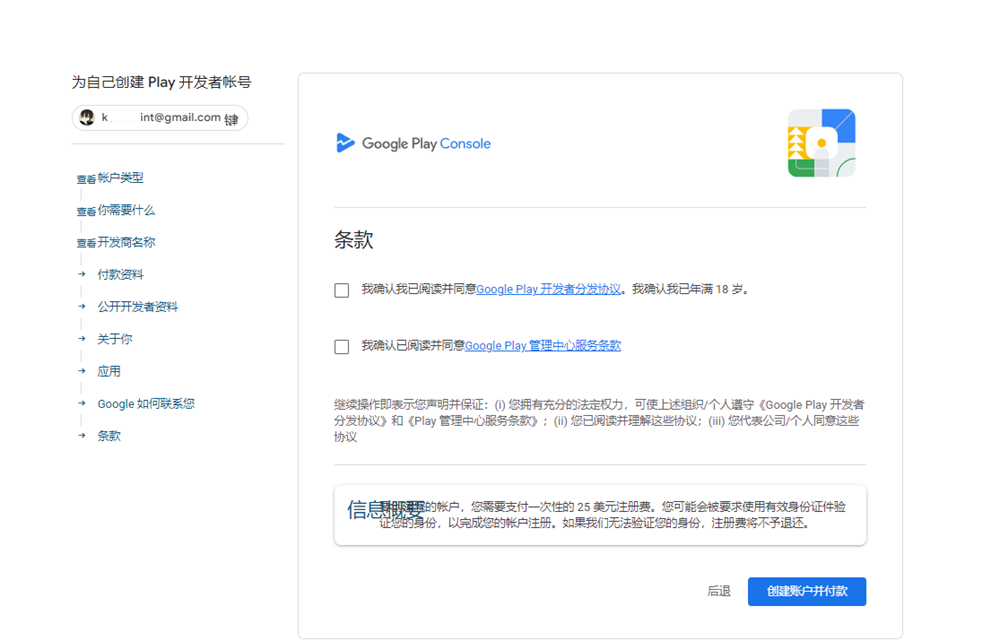 为自己创建 Play 开发者帐号
k int@gmail.com 键
查看 帐户类型
查看 你需要什么
查看 开发商名称
付款资料
公开开发者资料
关于你
应用
Google 如何联系您
条款
Google Play Console
条款
我确认我已阅读并同意Google Play 开发者分发协议。我确认我已年满 18 岁。
我确认已阅读并同意Google Play 管理中心服务条款
继续操作即表示您声明并保证：(i) 您拥有充分的法定权力，可使上述组织/个人遵守《Google Play 开发者
分发协议》和《Play 管理中心服务条款》；(ii) 您已阅读并理解这些协议；(iii) 您代表公司/个人同意这些
协议
信息概要
的帐户，您需要支付一次性的 25 美元注册费。您可能会被要求使用有效身份证件验
证您的身份，以完成您的帐户注册。如果我们无法验证您的身份，注册费将不予退还。
后退
创建账户并付款